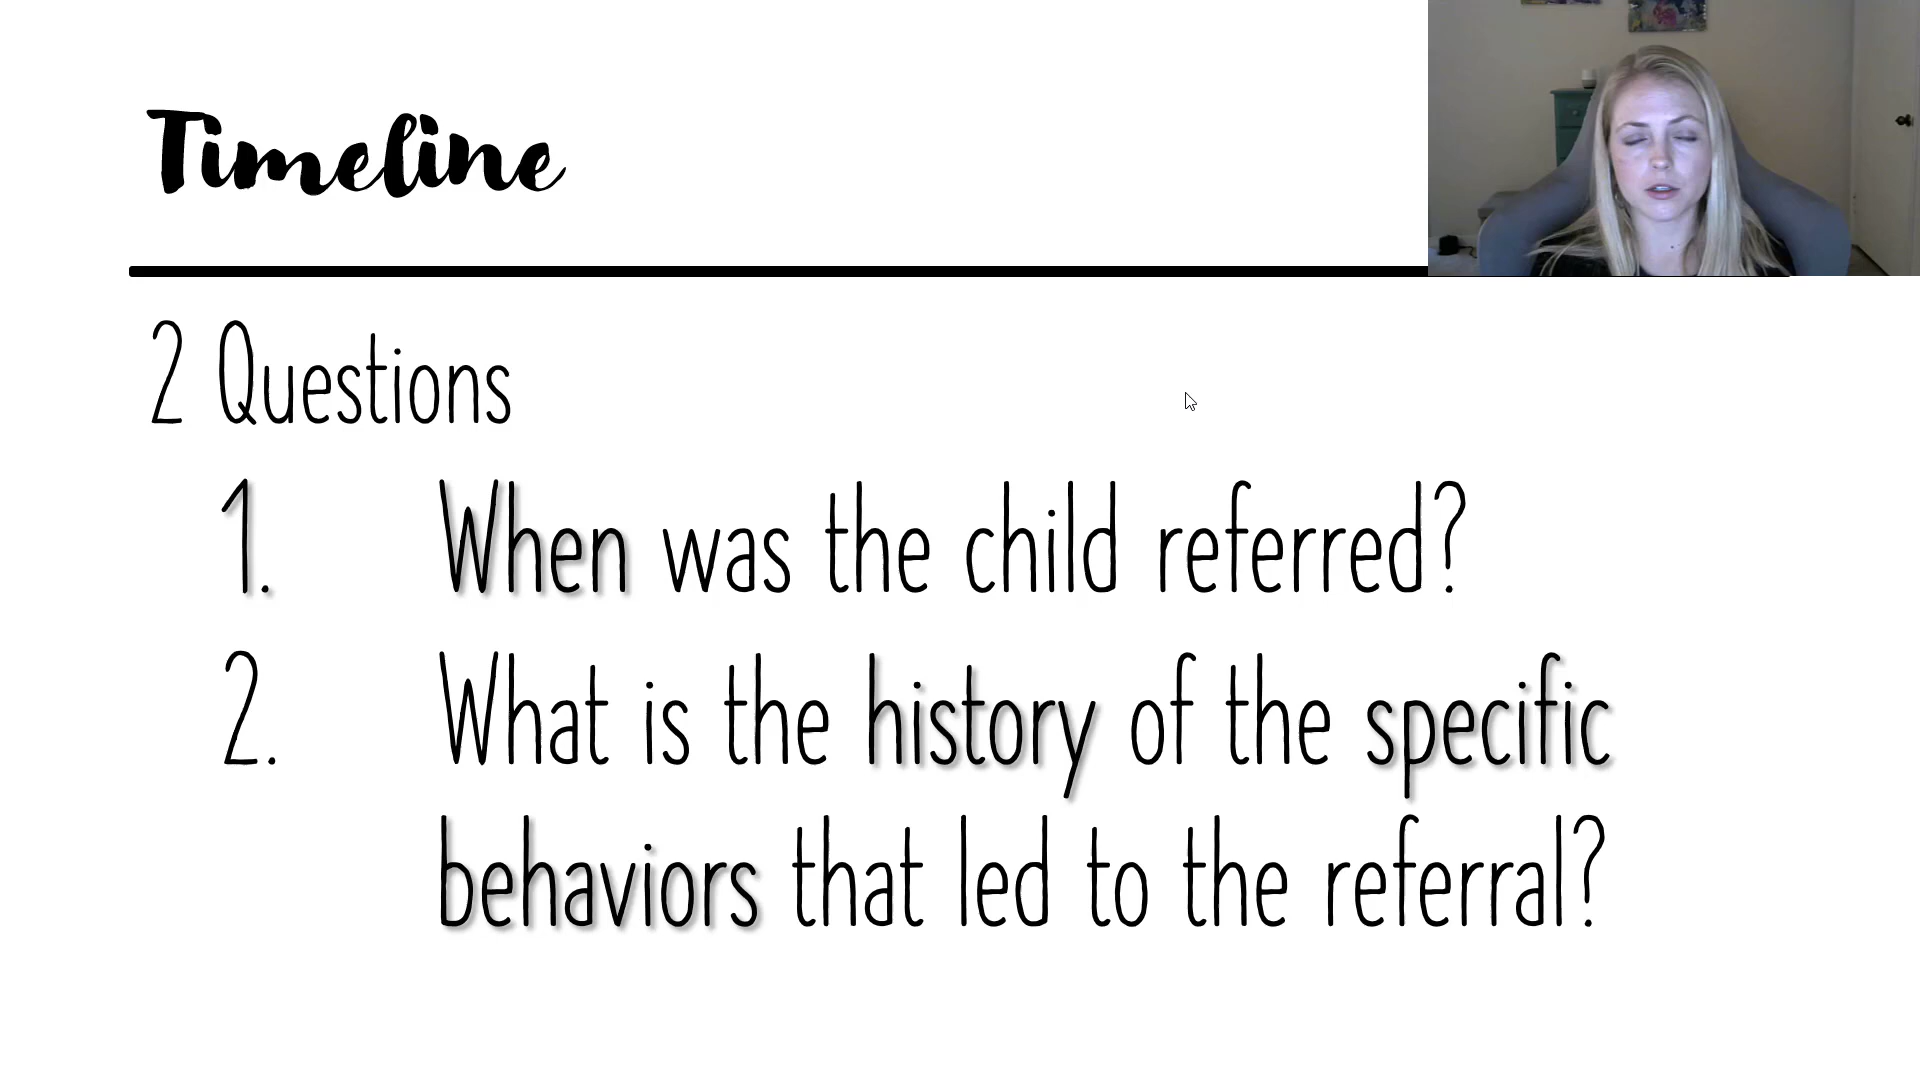 Timeline
2 Questions
1. When was the child referred?
2. What is the history of the specific
behaviors that led to the referral?